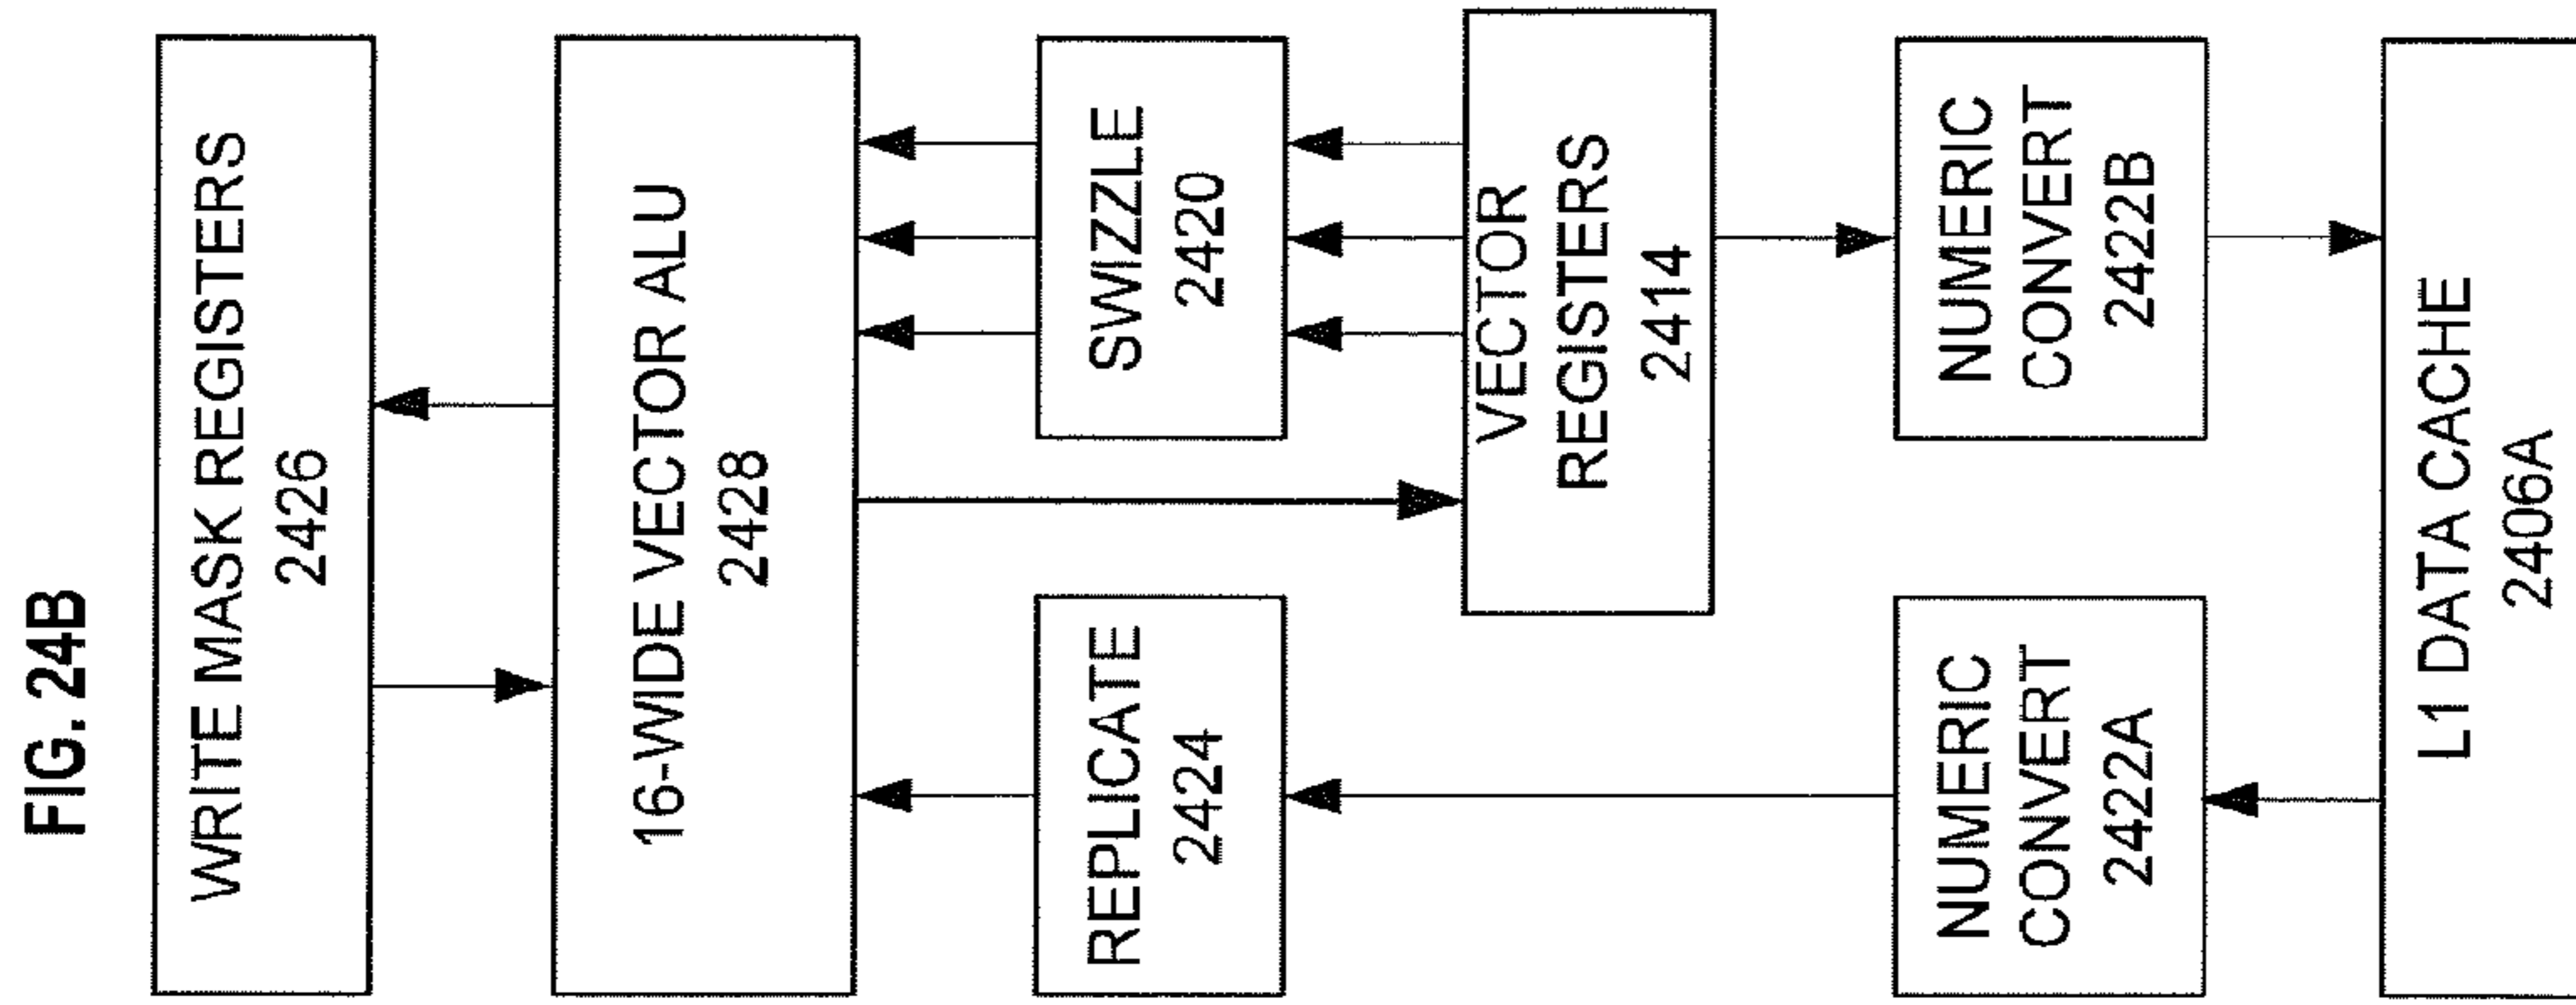 FIG. 24B
WRITE MASK REGISTERS
2426
16-WIDE VECTOR ALU
2428
REPLICATE
2424
SWIZZLE
2420
VECTOR
REGISTERS
2414
NUMERIC
CONVERT
2422A
NUMERIC
CONVERT
2422B
L1 DATA CACHE
2406A